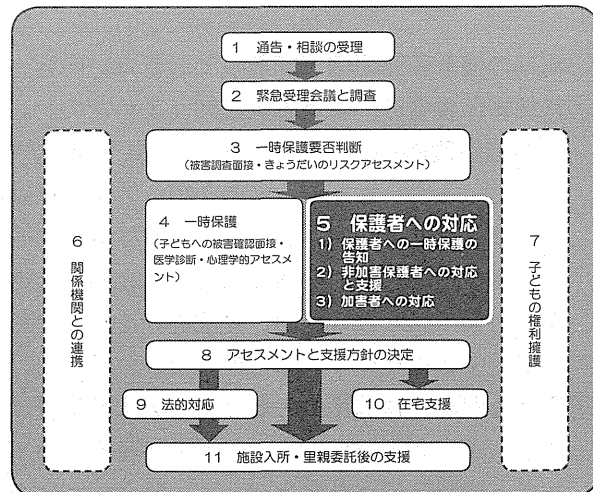 1 通告・相談の受理
2 緊急受理会議と調査
3 一時保護要否判断
(被害調査面接・きょうだいのリスクアセスメント)
4 一時保護
(子どもへの被害確認面接・
医学診断・心理学的アセスメ
ント)
5 保護者への対応
1) 保護者への一時保護の
告知
2) 非加害保護者への対応
と支援
3) 加害者への対応
6 関係機関との連携
7 子どもの権利擁護
8 アセスメントと支援方針の決定
9 法的対応
10 在宅支援
11 施設入所・里親委託後の支援